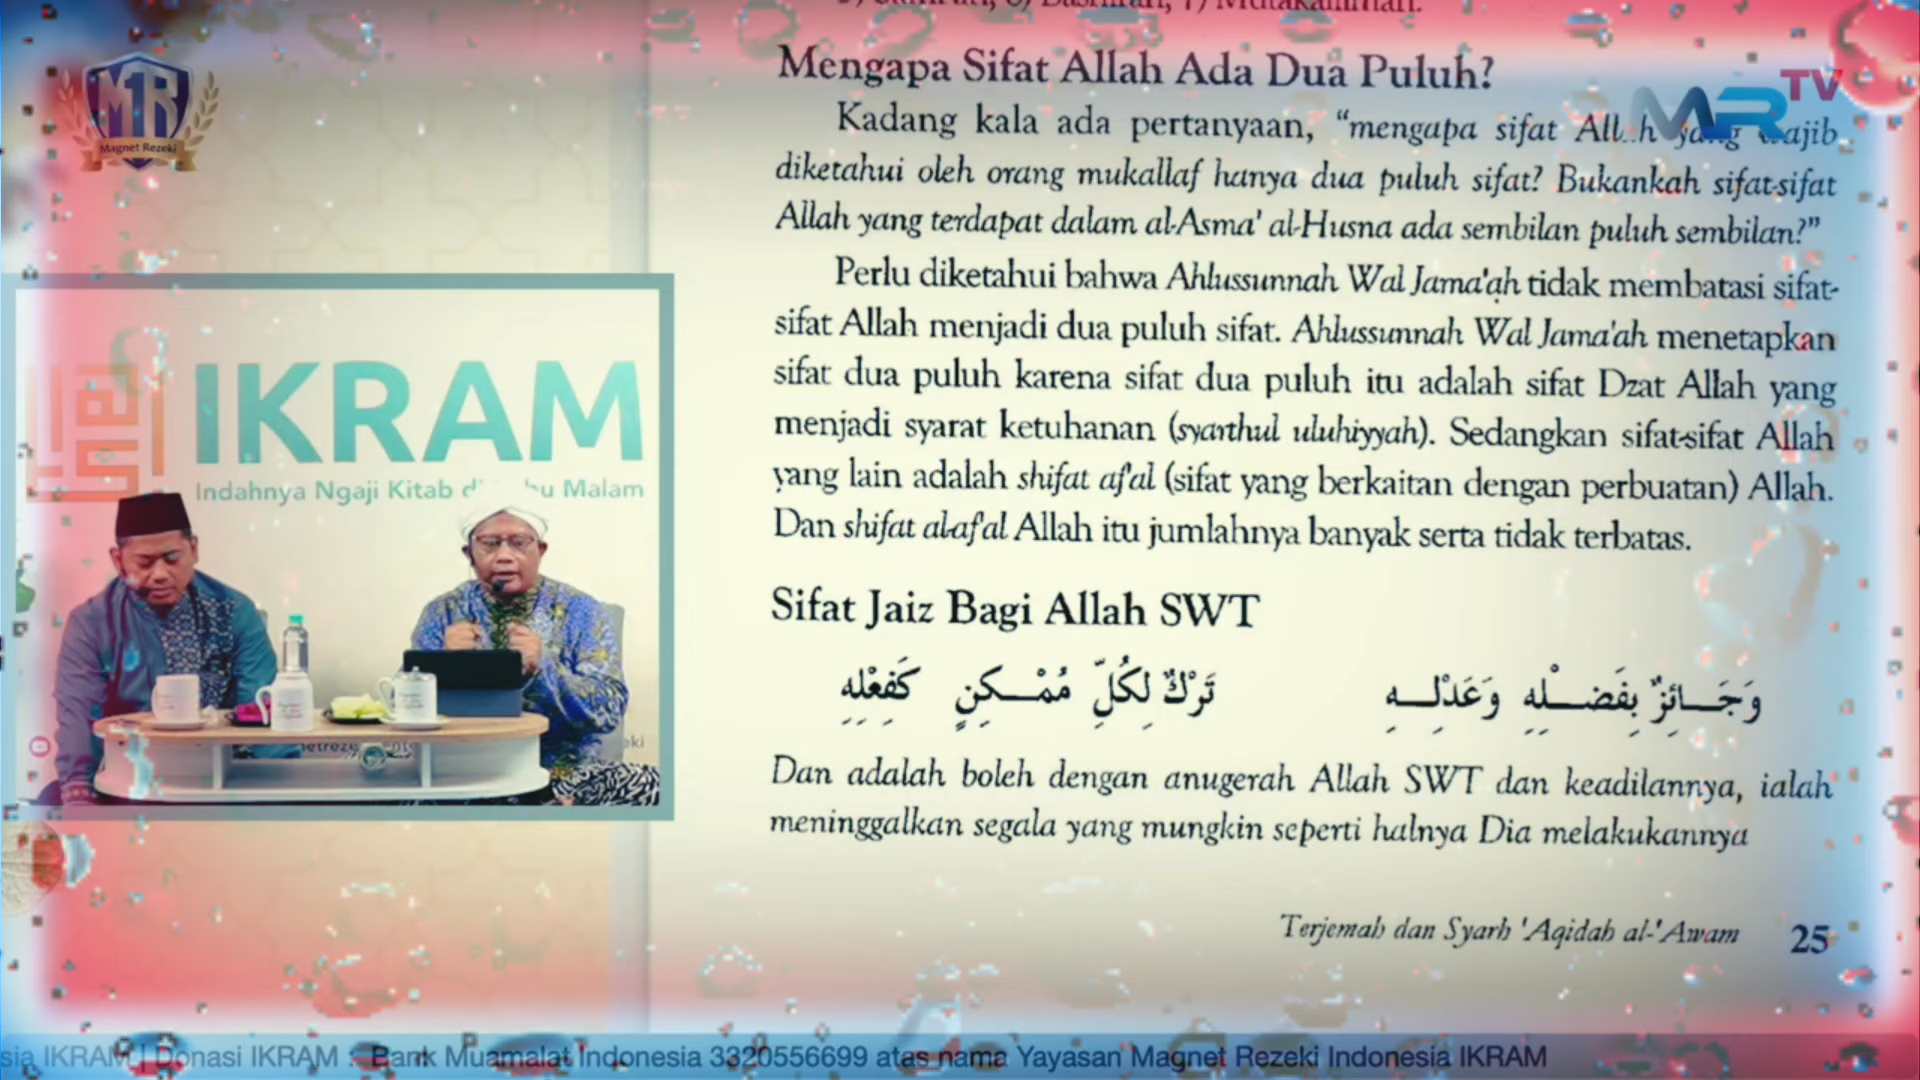 Mengapa Sifat Allah Ada Dua Puluh?
MR
Magnet Rezeki
MR TV
Kadang kala ada pertanyaan, “mengapa sifat yang
diketahui oleh orang mukallaf hanya dua puluh sifat? Bukankah sifat-sifat
Allah yang terdapat dalam al-Asma' al-Husna ada sembilan puluh sembilan?”
Perlu diketahui bahwa Ahlussunnah Wal Jama'ah tidak membatasi sifat-
sifat Allah menjadi dua puluh sifat. Ahlussunnah Wal Jama'ah menetapkan
sifat dua puluh karena sifat dua puluh itu adalah sifat Dzat Allah yang
menjadi syarat ketuhanan (syarthul uluhiyyah). Sedangkan sifat-sifat Allah
yang lain adalah shifat af'al (sifat yang berkaitan dengan perbuatan) Allah.
Dan shifat al-af'al Allah itu jumlahnya banyak serta tidak terbatas.
Sifat Jaiz Bagi Allah SWT
وَجَـائِزٌ بِفَضْـلِهِ وَعَدْلِـهِ تَرْكٌ لِكُلِّ مُمْـكِنٍ كَفِعْلِهِ
Dan adalah boleh dengan anugerah Allah SWT dan keadilannya, ialah
meninggalkan segala yang mungkin seperti halnya Dia melakukannya
Terjemah dan Syarh 'Aqidah al-'Awam 25
IKRAM
Indahnya Ngaji Kitab Malam
sia IKRAM | Donasi IKRAM : Bank Muamalat Indonesia 3320556699 atas nama Yayasan Magnet Rezeki Indonesia IKRAM